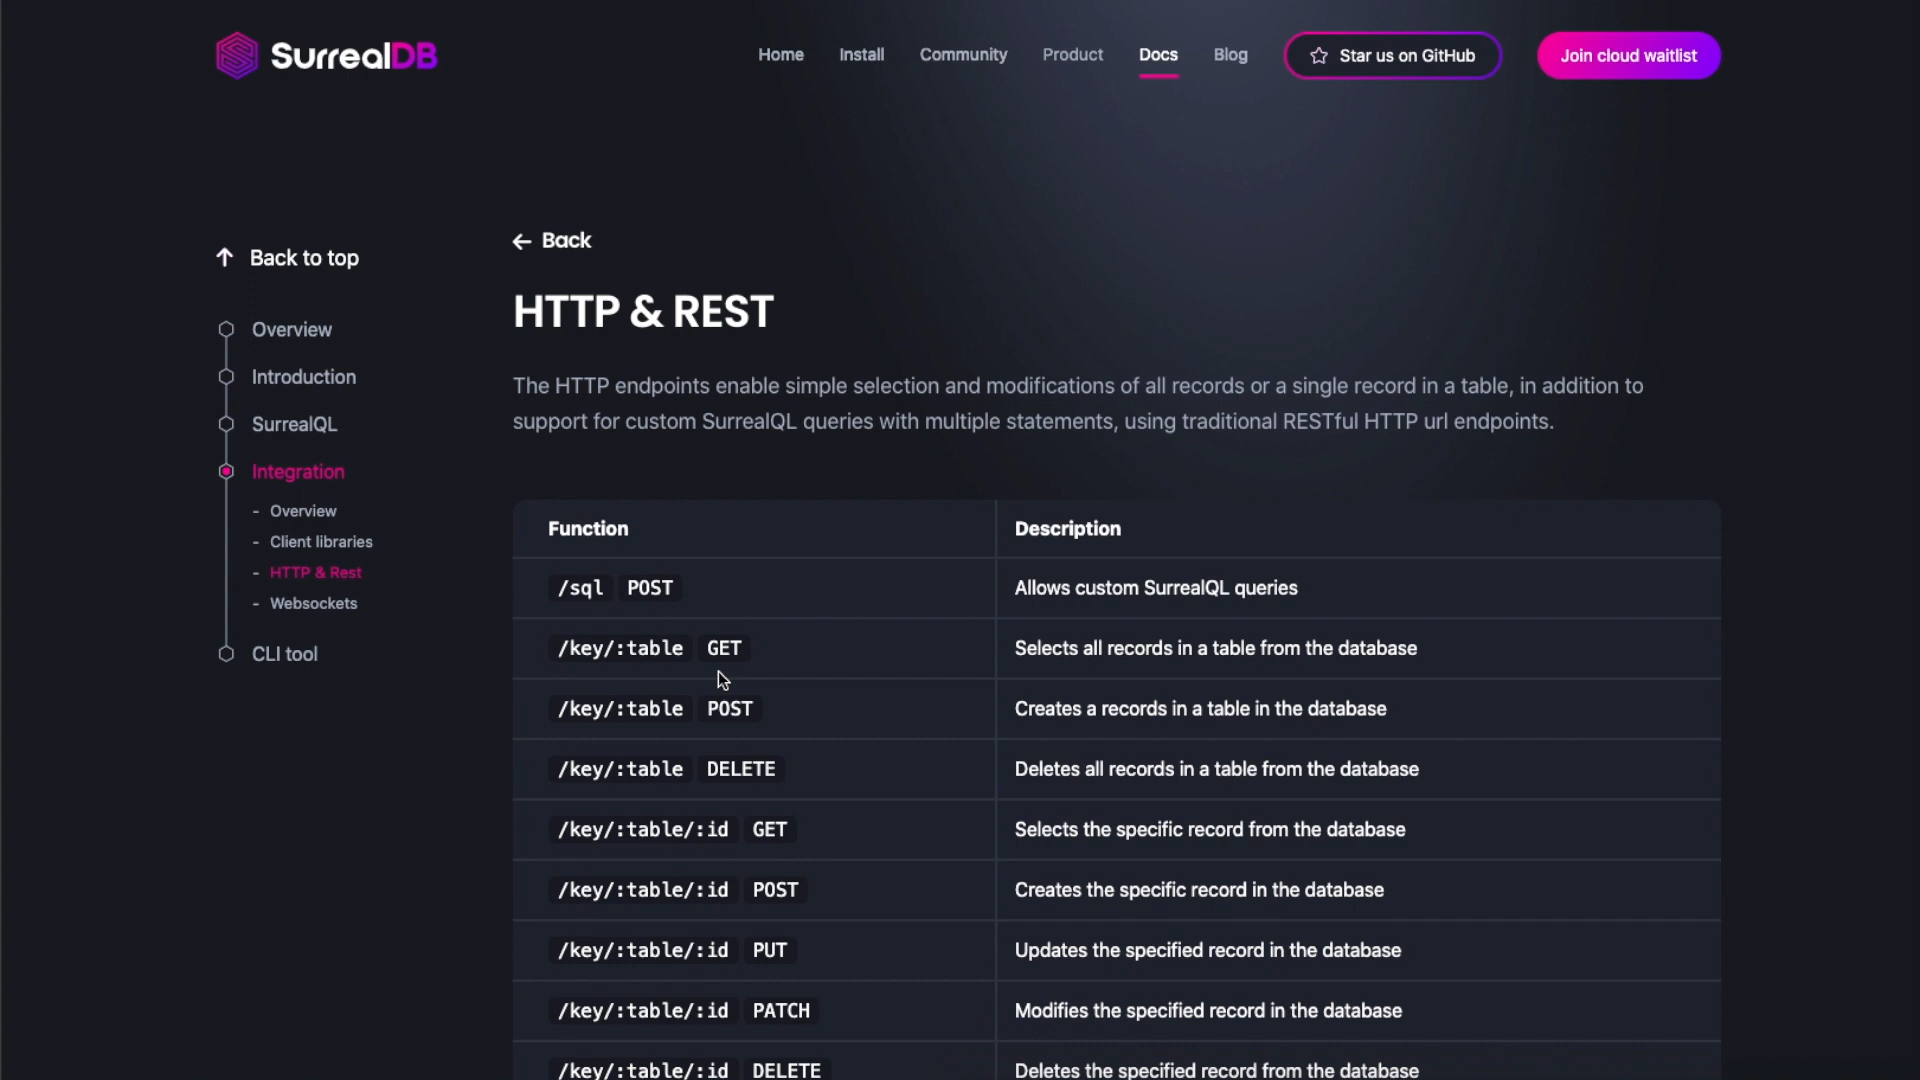 SurrealDB
Home Install Community Product Docs Blog Star us on GitHub Join cloud waitlist
Back to top
Overview
Introduction
SurrealQL
Integration
- Overview
- Client libraries
- HTTP & Rest
- Websockets
CLI tool
Back
HTTP & REST
The HTTP endpoints enable simple selection and modifications of all records or a single record in a table, in addition to
support for custom SurrealQL queries with multiple statements, using traditional RESTful HTTP url endpoints.
Function Description
/sql POST Allows custom SurrealQL queries
/key/:table GET Selects all records in a table from the database
/key/:table POST Creates a records in a table in the database
/key/:table DELETE Deletes all records in a table from the database
/key/:table/:id GET Selects the specific record from the database
/key/:table/:id POST Creates the specific record in the database
/key/:table/:id PUT Updates the specified record in the database
/key/:table/:id PATCH Modifies the specified record in the database
/key/:table/:id DELETE Deletes the specified record from the database